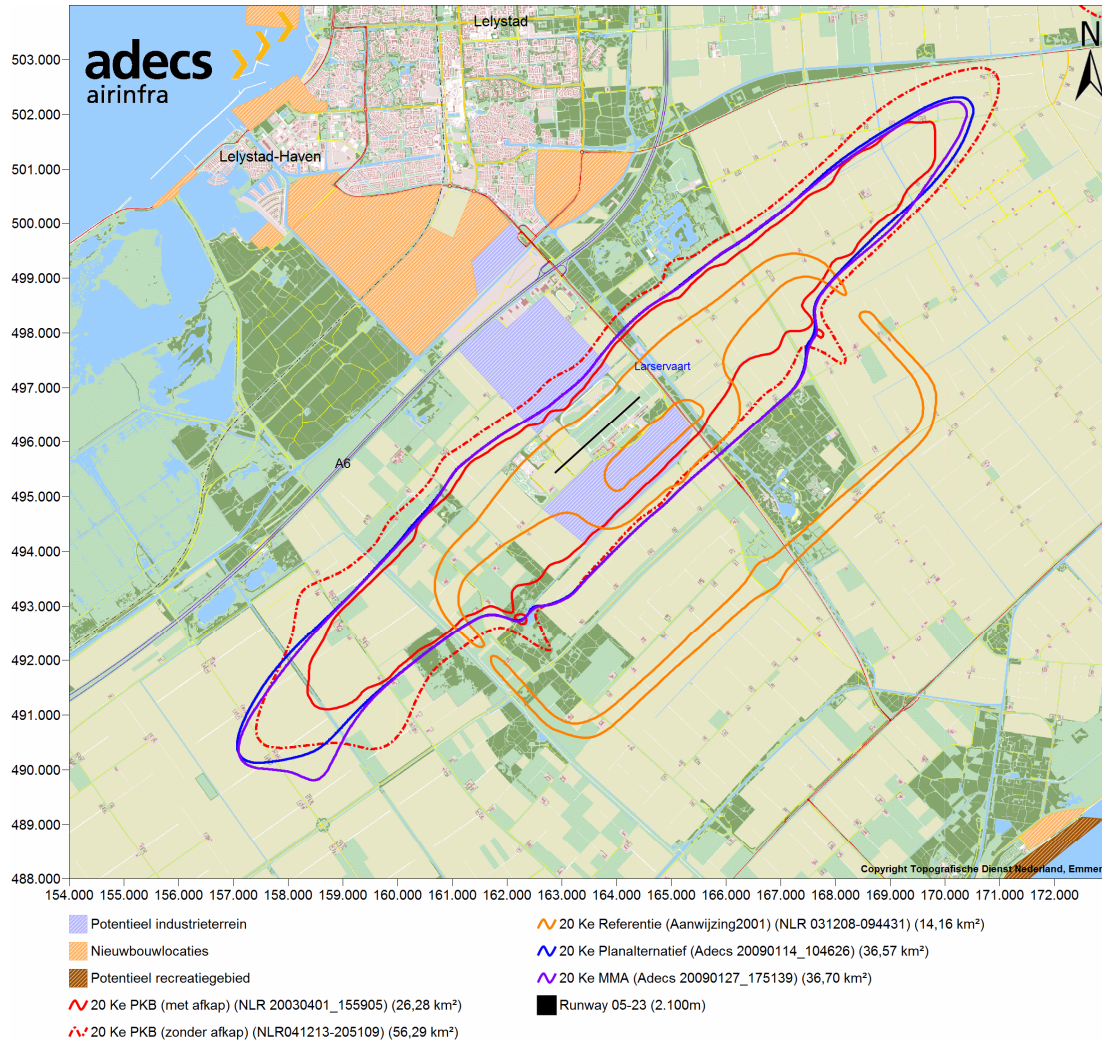 Lelystad
N
adecs
airinfra
503.000
502.000
501.000
500.000
499.000
498.000
497.000
496.000
495.000
494.000
493.000
492.000
491.000
490.000
489.000
488.000
Lelystad-Haven
Larservaart
A6
Copyright Topografische Dienst Nederland, Emmer
154.000 155.000 156.000 157.000 158.000 159.000 160.000 161.000 162.000 163.000 164.000 165.000 166.000 167.000 168.000 169.000 170.000 171.000 172.000
Potentieel industrieterrein
Nieuwbouwlocaties
Potentieel recreatiegebied
20 Ke PKB (met afkap) (NLR 20030401_155905) (26,28 km²)
20 Ke PKB (zonder afkap) (NLR041213-205109) (56,29 km²)
20 Ke Referentie (Aanwijzing2001) (NLR 031208-094431) (14,16 km²)
20 Ke Planalternatief (Adecs 20090114_104626) (36,57 km²)
20 Ke MMA (Adecs 20090127_175139) (36,70 km²)
Runway 05-23 (2.100m)